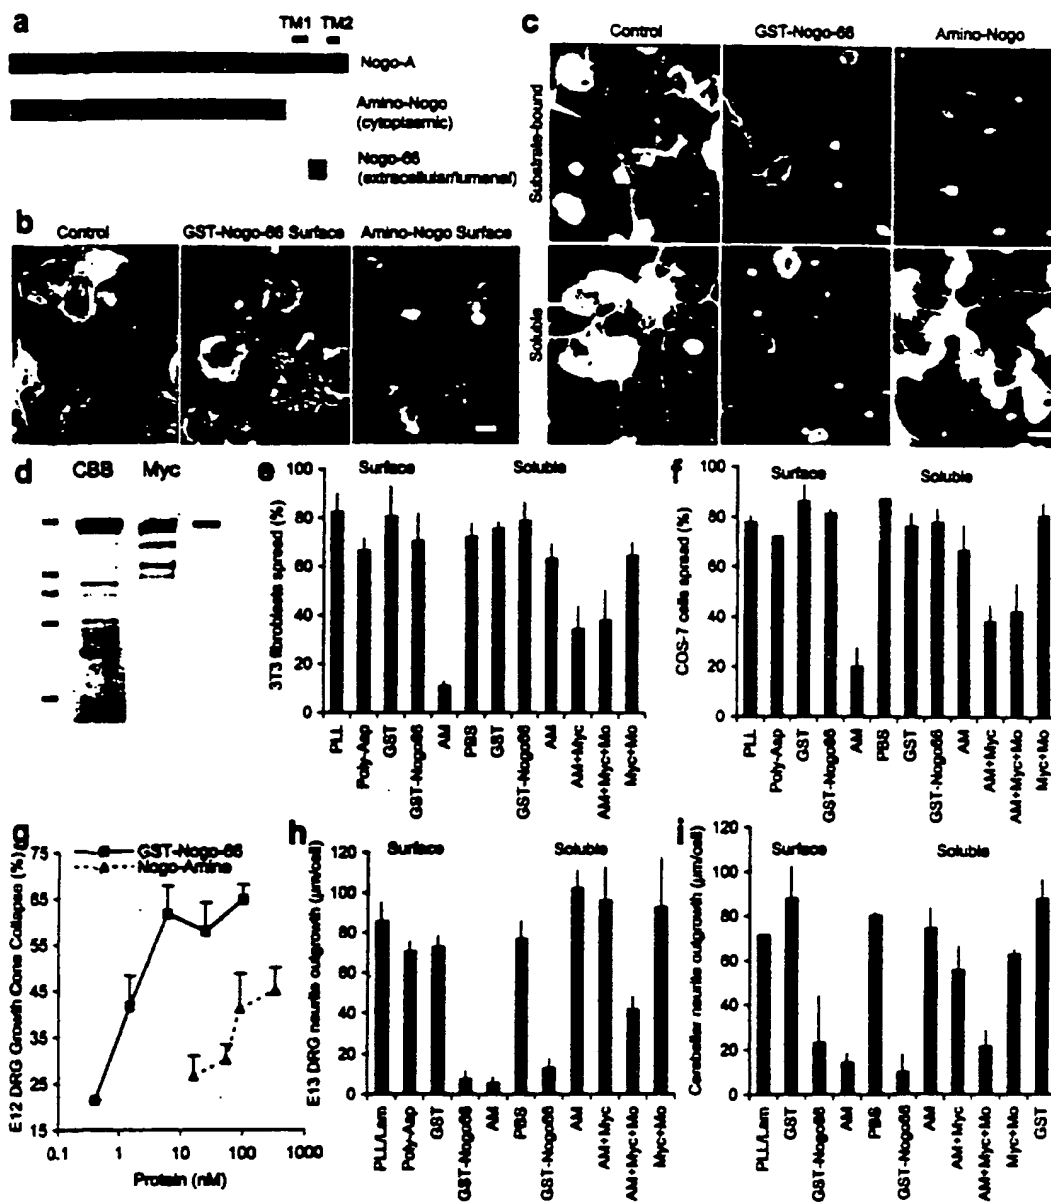 a
TM1 TM2
Nogo-A
Amino-Nogo
(cytoplasmic)
Nogo-66
(extracellular/lumenal)
b
Control GST-Nogo-66 Surface Amino-Nogo Surface
c
Control GST-Nogo-66 Amino-Nogo
Substrate-bound
Soluble
d
CBB Myc
e
Surface Soluble
3T3 fibroblasts spread (%)
100
80
60
40
20
0
PLL
Poly-Asp
GST
GST-Nogo66
AM
PBS
GST
GST-Nogo66
AM
AM+Myc
AM+Myc+Mo
Myc+Mo
f
Surface Soluble
COS-7 cells spread (%)
100
80
60
40
20
0
PLL
Poly-Asp
GST
GST-Nogo66
AM
PBS
GST
GST-Nogo66
AM
AM+Myc
AM+Myc+Mo
Myc+Mo
g
GST-Nogo-66
Nogo-Amino
E12 DRG Growth Cone Collapse (%)
75
65
55
45
35
25
15
0.1 1 10 100 1000
Protein (nM)
h
Surface Soluble
E13 DRG neurite outgrowth (µm/cell)
120
100
80
60
40
20
0
PLL/Lam
Poly-Asp
GST
GST-Nogo66
AM
PBS
GST-Nogo66
AM
AM+Myc
AM+Myc+Mo
Myc+Mo
i
Surface Soluble
Cerebellar neurite outgrowth (µm/cell)
120
100
80
60
40
20
0
PLL/Lam
GST
GST-Nogo66
AM
PBS
GST-Nogo66
AM
AM+Myc
AM+Myc+Mo
Myc+Mo
GST